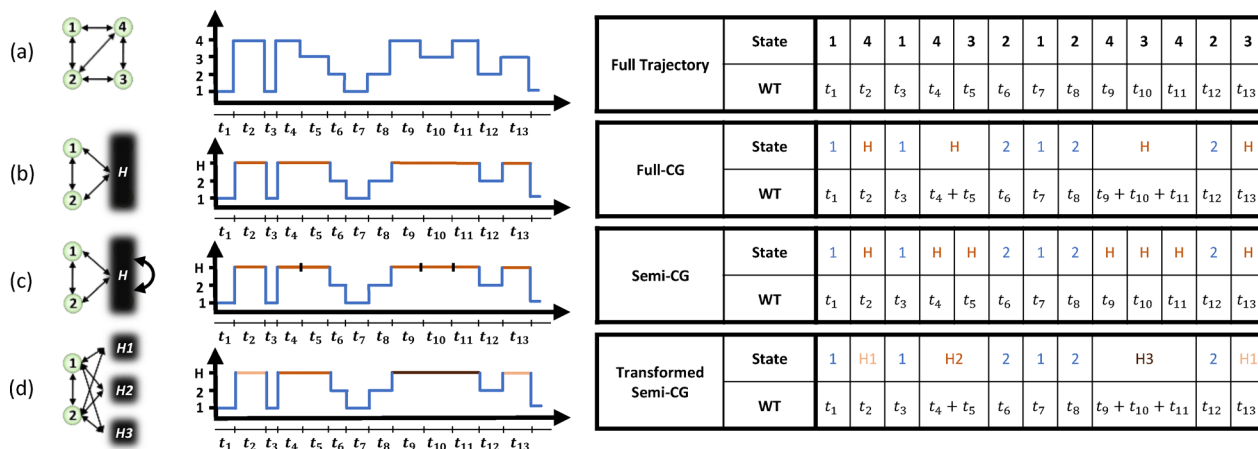 (a)
1 4
2 3
4
3
2
1
t₁ t₂ t₃ t₄ t₅ t₆ t₇ t₈ t₉ t₁₀ t₁₁ t₁₂ t₁₃
Full Trajectory
State 1 4 1 4 3 2 1 2 4 3 4 2 3
WT t₁ t₂ t₃ t₄ t₅ t₆ t₇ t₈ t₉ t₁₀ t₁₁ t₁₂ t₁₃
(b)
1
H
2
H
2
1
t₁ t₂ t₃ t₄ t₅ t₆ t₇ t₈ t₉ t₁₀ t₁₁ t₁₂ t₁₃
Full-CG
State 1 H 1 H 2 1 2 H 2 H
WT t₁ t₂ t₃ t₄ + t₅ t₆ t₇ t₈ t₉ + t₁₀ + t₁₁ t₁₂ t₁₃
(c)
1
H
2
H
2
1
t₁ t₂ t₃ t₄ t₅ t₆ t₇ t₈ t₉ t₁₀ t₁₁ t₁₂ t₁₃
Semi-CG
State 1 H 1 H H 2 1 2 H H H 2 H
WT t₁ t₂ t₃ t₄ t₅ t₆ t₇ t₈ t₉ t₁₀ t₁₁ t₁₂ t₁₃
(d)
H1
1
H2
2
H3
H
2
1
t₁ t₂ t₃ t₄ t₅ t₆ t₇ t₈ t₉ t₁₀ t₁₁ t₁₂ t₁₃
Transformed
Semi-CG
State 1 H1 1 H2 2 1 2 H3 2 H1
WT t₁ t₂ t₃ t₄ + t₅ t₆ t₇ t₈ t₉ + t₁₀ + t₁₁ t₁₂ t₁₃